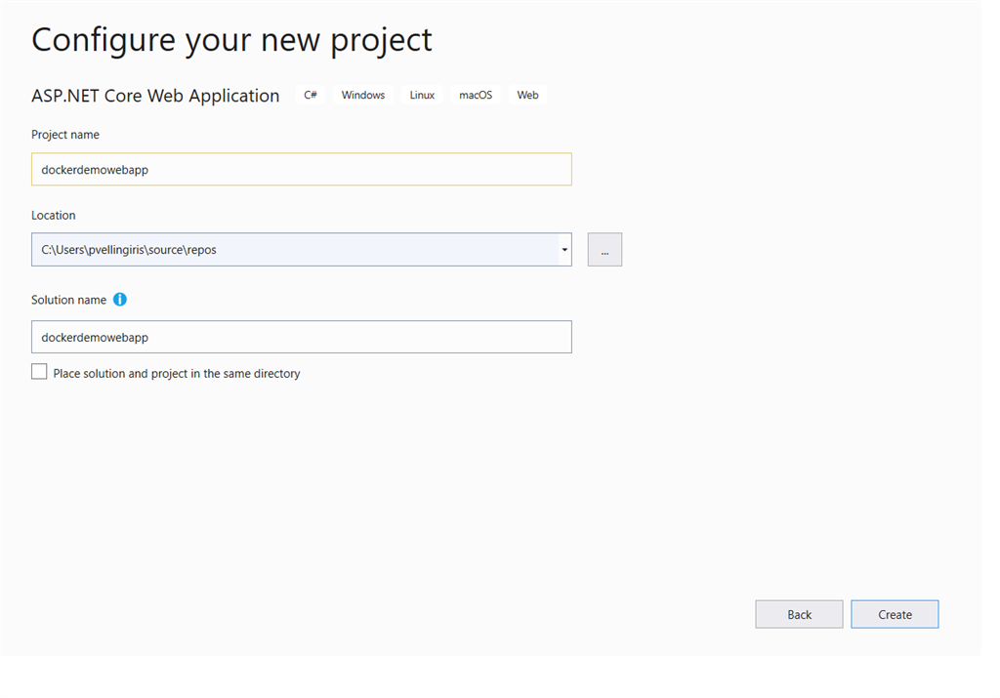 Configure your new project
ASP.NET Core Web Application C# Windows Linux macOS Web
Project name
dockerdemowebapp
Location
C:\Users\pvellingiris\source\repos
...
Solution name
dockerdemowebapp
Place solution and project in the same directory
Back Create